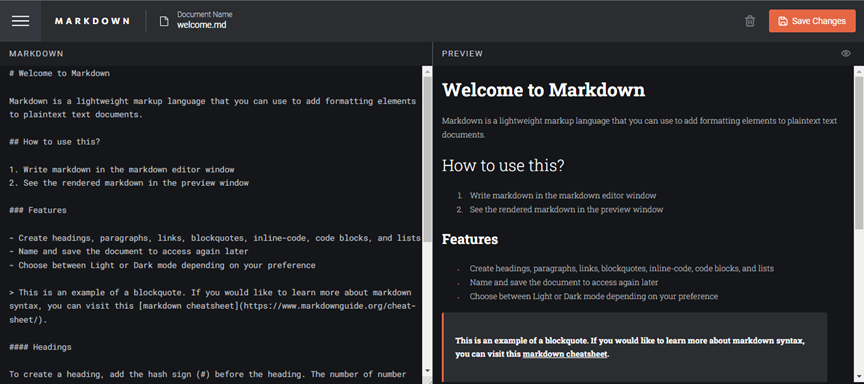 MARKDOWN
Document Name
welcome.md
Save Changes
MARKDOWN
# Welcome to Markdown
Markdown is a lightweight markup language that you can use to add formatting elements
to plaintext text documents.
## How to use this?
1. Write markdown in the markdown editor window
2. See the rendered markdown in the preview window
### Features
- Create headings, paragraphs, links, blockquotes, inline-code, code blocks, and lists
- Name and save the document to access again later
- Choose between Light or Dark mode depending on your preference
> This is an example of a blockquote. If you would like to learn more about markdown
syntax, you can visit this [markdown cheatsheet](https://www.markdownguide.org/cheat-
sheet/).
#### Headings
To create a heading, add the hash sign (#) before the heading. The number of number
PREVIEW
Welcome to Markdown
Markdown is a lightweight markup language that you can use to add formatting elements to plaintext text
documents.
How to use this?
1. Write markdown in the markdown editor window
2. See the rendered markdown in the preview window
Features
· Create headings, paragraphs, links, blockquotes, inline-code, code blocks, and lists
· Name and save the document to access again later
· Choose between Light or Dark mode depending on your preference
This is an example of a blockquote. If you would like to learn more about markdown syntax,
you can visit this markdown cheatsheet.